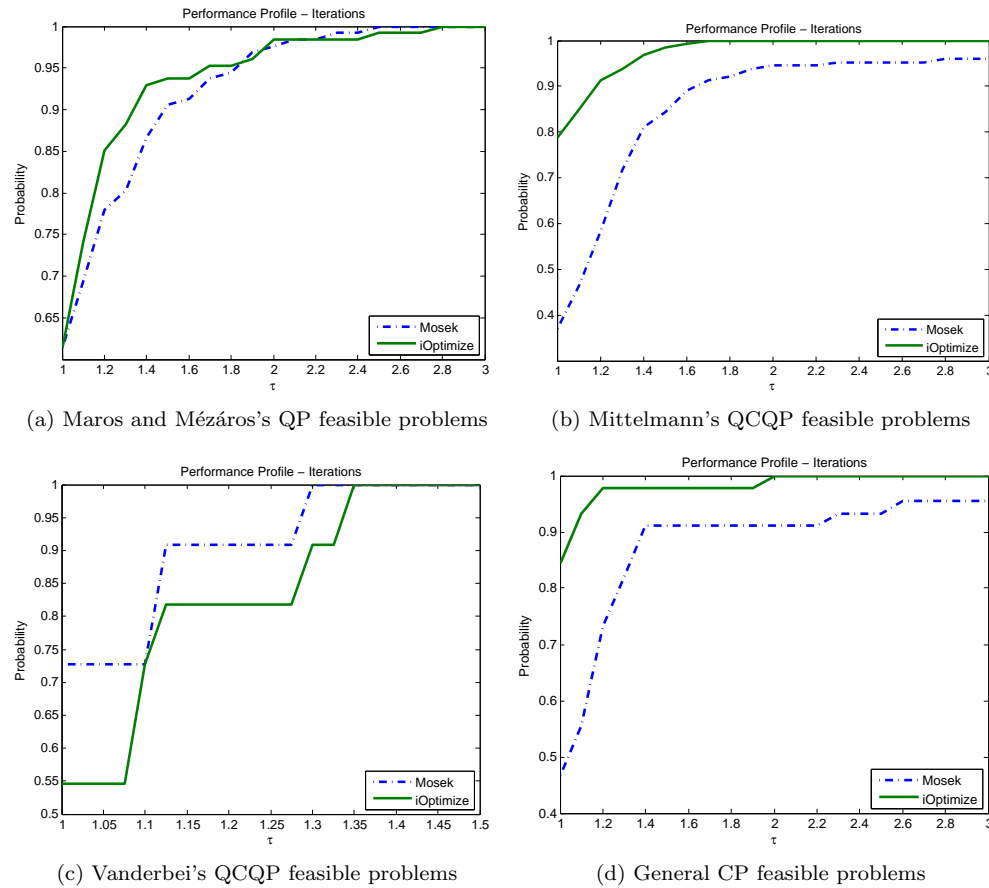 Performance Profile – Iterations
1
0.95
0.9
0.85
0.8
0.75
0.7
0.65
Probability
1 1.2 1.4 1.6 1.8 2 2.2 2.4 2.6 2.8 3
τ
Mosek
iOptimize
(a) Maros and Mézáros's QP feasible problems
Performance Profile – Iterations
1
0.9
0.8
0.7
0.6
0.5
0.4
Probability
1 1.2 1.4 1.6 1.8 2 2.2 2.4 2.6 2.8 3
τ
Mosek
iOptimize
(b) Mittelmann's QCQP feasible problems
Performance Profile – Iterations
1
0.95
0.9
0.85
0.8
0.75
0.7
0.65
0.6
0.55
0.5
Probability
1 1.05 1.1 1.15 1.2 1.25 1.3 1.35 1.4 1.45 1.5
τ
Mosek
iOptimize
(c) Vanderbei's QCQP feasible problems
Performance Profile – Iterations
1
0.9
0.8
0.7
0.6
0.5
0.4
Probability
1 1.2 1.4 1.6 1.8 2 2.2 2.4 2.6 2.8 3
τ
Mosek
iOptimize
(d) General CP feasible problems